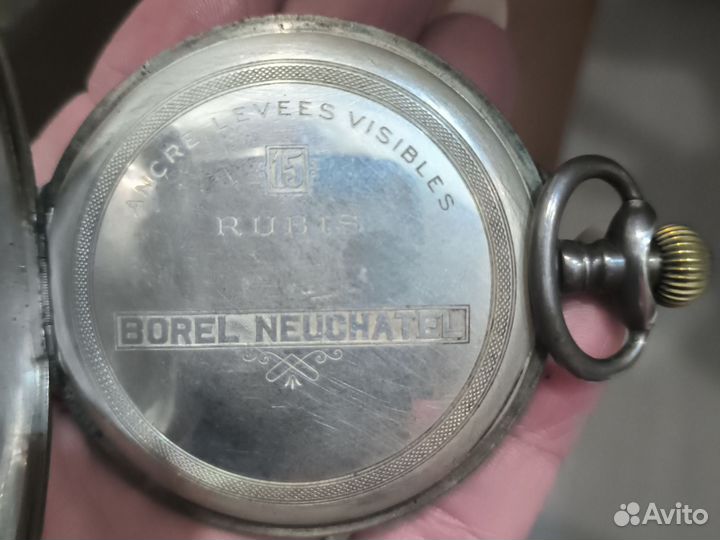 ANCRE LEVEES VISIBLES
15
RUBIS
BOREL NEUCHATEL
Avito